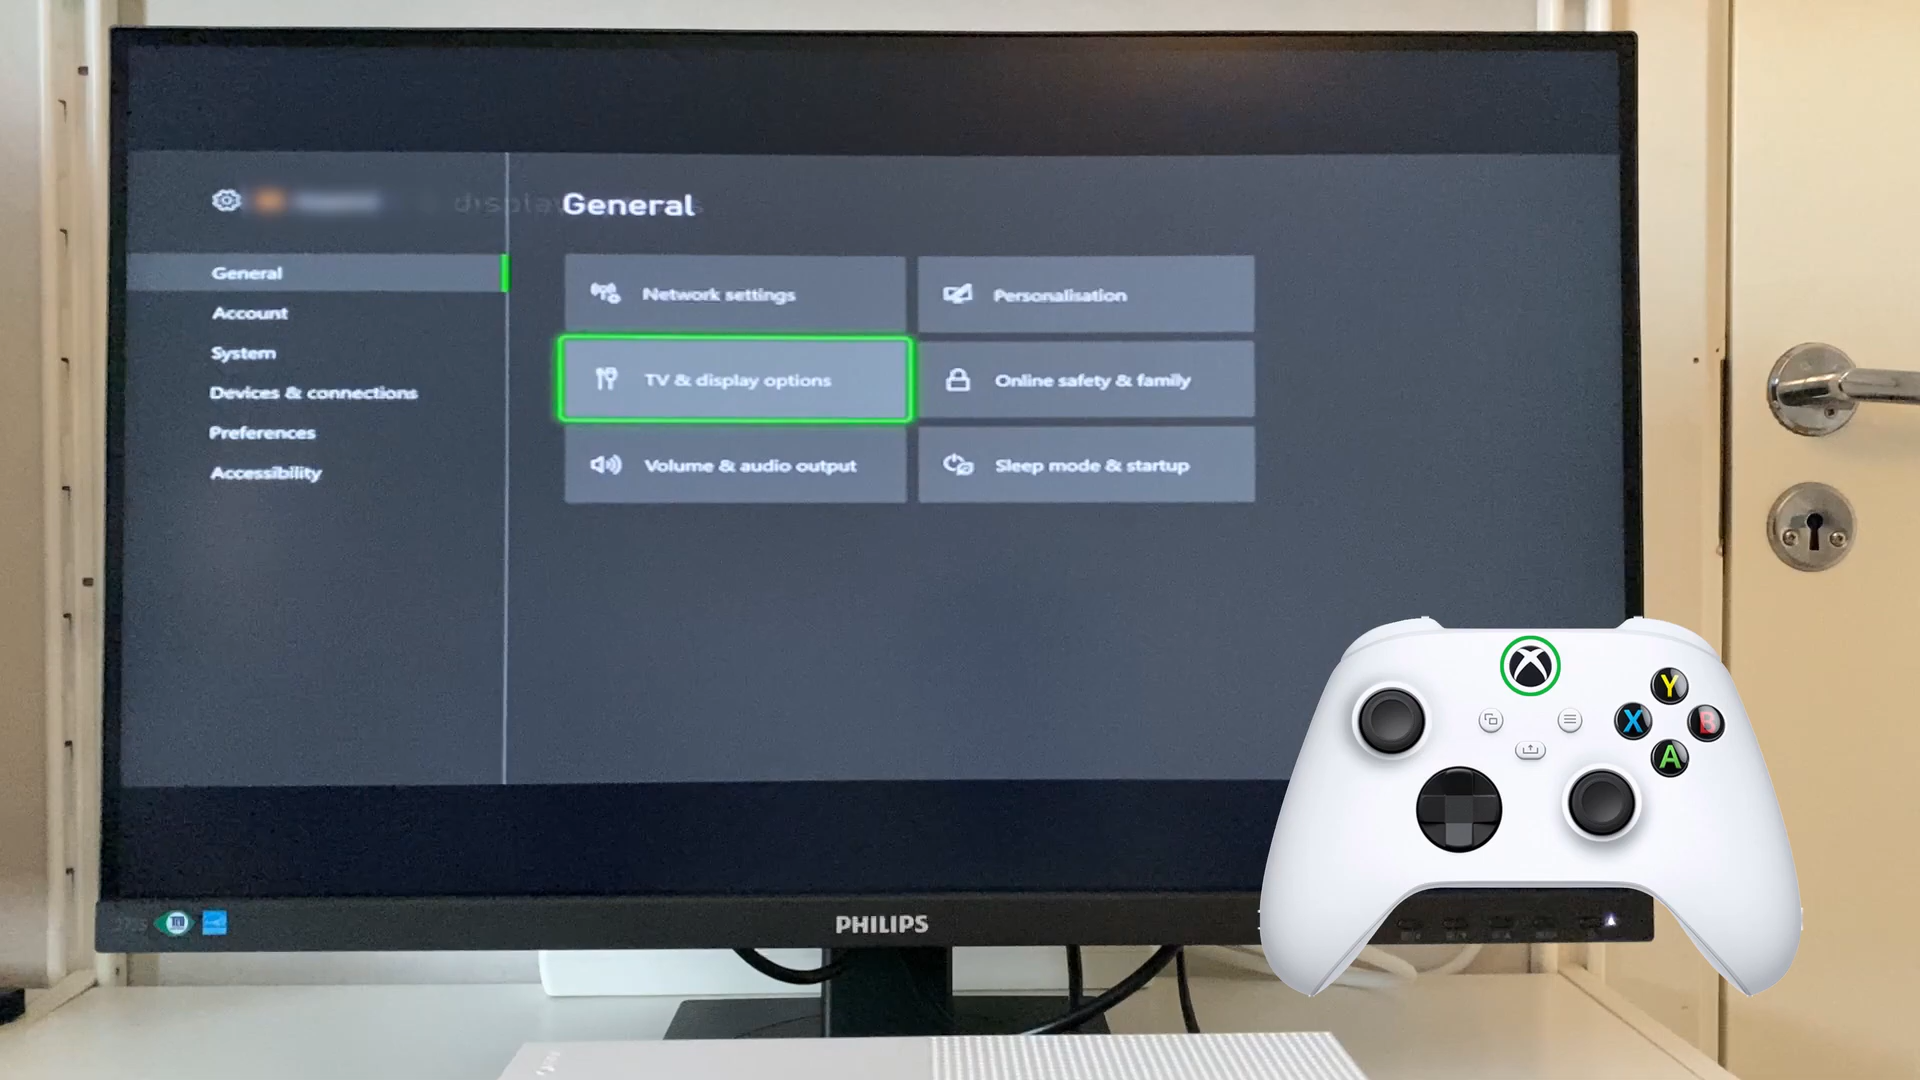 General
General
Account
System
Devices & connections
Preferences
Accessibility
Network settings
Personalisation
TV & display options
Online safety & family
Volume & audio output
Sleep mode & startup
PHILIPS
Y
X
B
A